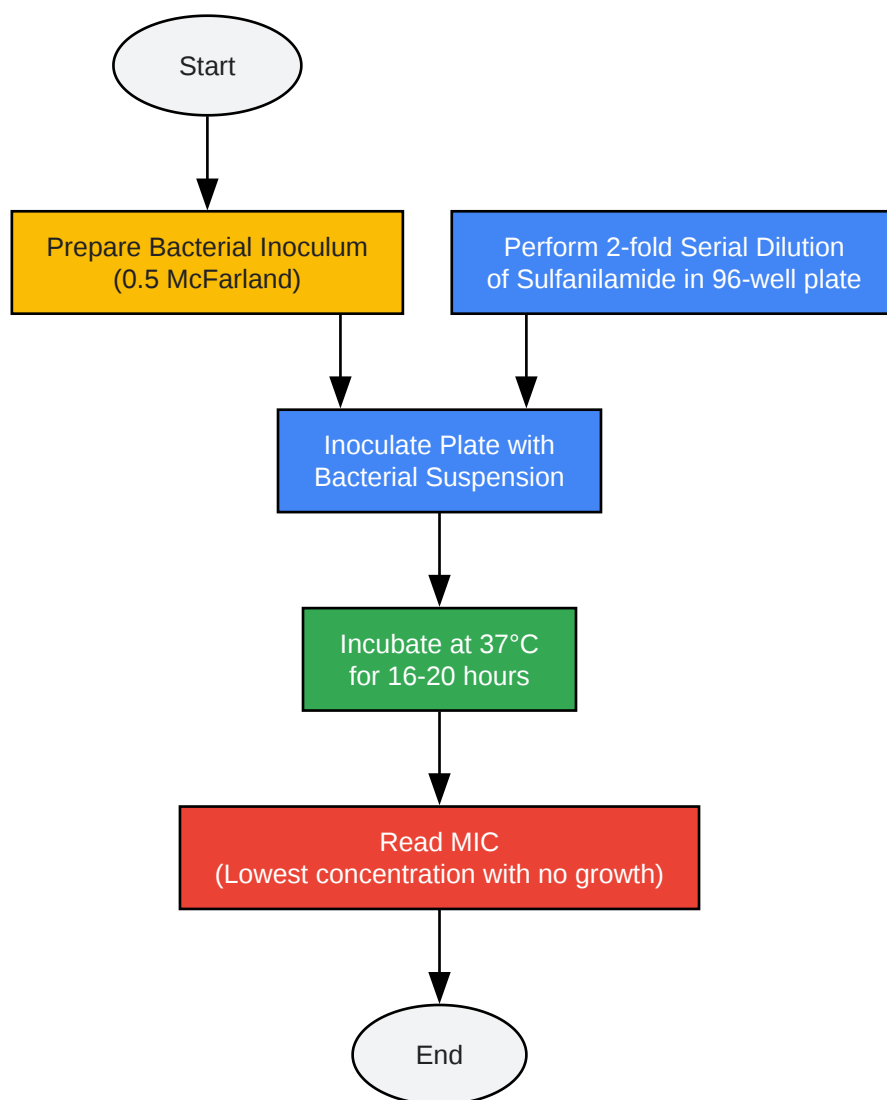 Start
Prepare Bacterial Inoculum
(0.5 McFarland)
Perform 2-fold Serial Dilution
of Sulfanilamide in 96-well plate
Inoculate Plate with
Bacterial Suspension
Incubate at 37°C
for 16-20 hours
Read MIC
(Lowest concentration with no growth)
End